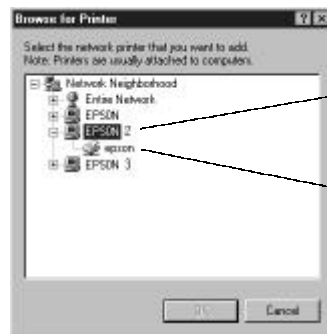 Browse for Printer
Select the network printer that you want to add.
Note: Printers are usually attached to computers.
Network Neighborhood
Entire Network
EPSON
EPSON 2
epson
EPSON 3
OK
Cancel